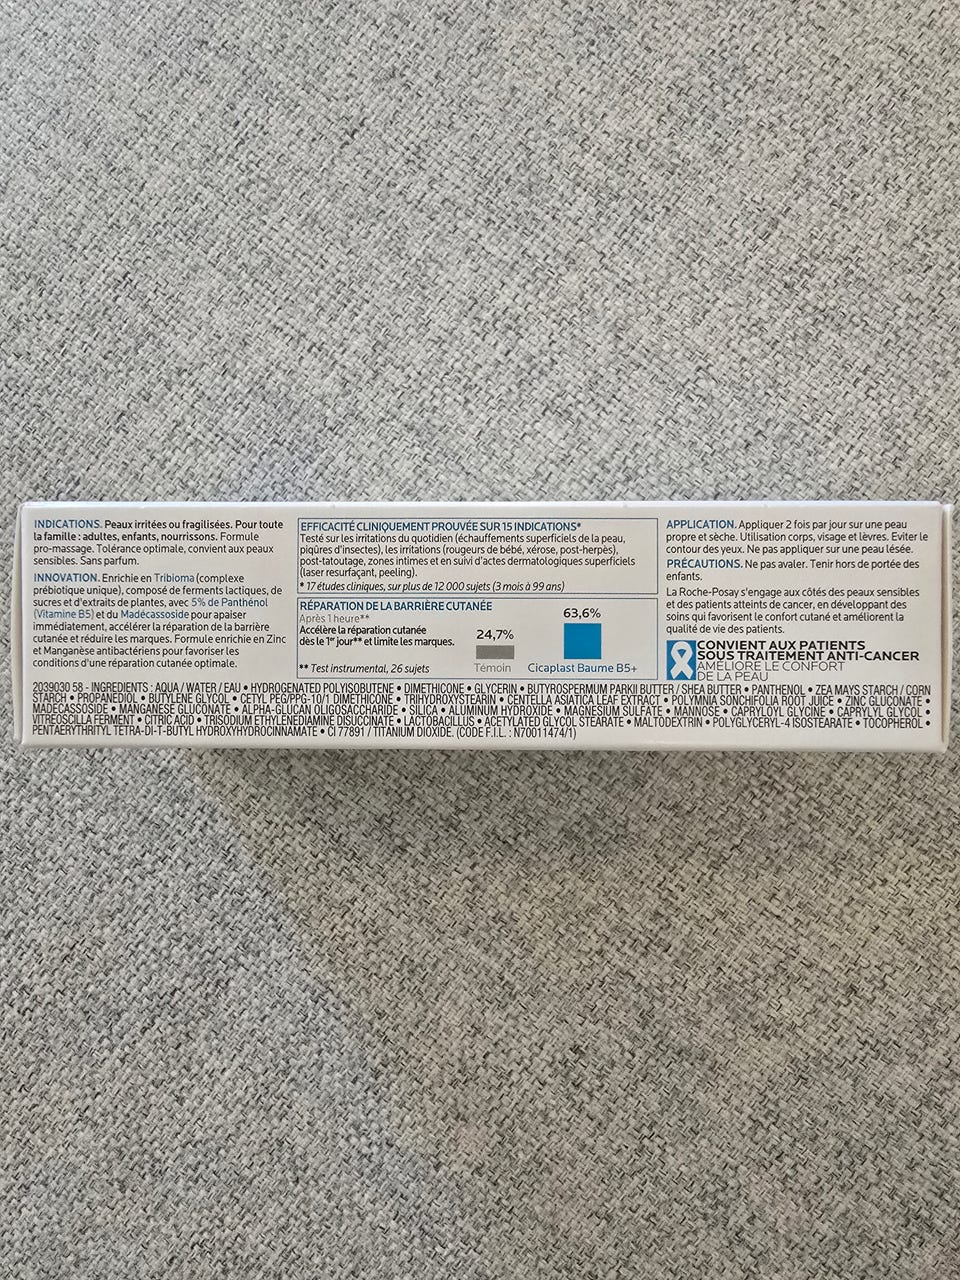 INDICATIONS. Peaux irritées ou fragilisées. Pour toute
la famille : adultes, enfants, nourrissons. Formule
pro-massage. Tolérance optimale, convient aux peaux
sensibles. Sans parfum.
INNOVATION. Enrichie en Tribioma (complexe
prébiotique unique), composé de ferments lactiques, de
sucres et d'extraits de plantes, avec 5% de Panthénol
(Vitamine B5) et du Madécassoside pour apaiser
immédiatement, accélérer la réparation de la barrière
cutanée et réduire les marques. Formule enrichie en Zinc
et Manganèse antibactériens pour favoriser les
conditions d'une réparation cutanée optimale.
EFFICACITÉ CLINIQUEMENT PROUVÉE SUR 15 INDICATIONS*
Testé sur les irritations du quotidien (échauffements superficiels de la peau,
piqûres d'insectes), les irritations (rougeurs de bébé, xérose, post-herpès),
post-tatouage, zones intimes et en suivi d'actes dermatologiques superficiels
(laser resurfaçant, peeling).
* 17 études cliniques, sur plus de 12 000 sujets (3 mois à 99 ans)
RÉPARATION DE LA BARRIÈRE CUTANÉE
Après 1 heure**
Accélère la réparation cutanée
dès le 1er jour** et limite les marques.
** Test instrumental, 26 sujets
24,7%
Témoin
63,6%
Cicaplast Baume B5+
APPLICATION. Appliquer 2 fois par jour sur une peau
propre et sèche. Utilisation corps, visage et lèvres. Eviter le
contour des yeux. Ne pas appliquer sur une peau lésée.
PRÉCAUTIONS. Ne pas avaler. Tenir hors de portée des
enfants.
La Roche-Posay s'engage aux côtés des peaux sensibles
et des patients atteints de cancer, en développant des
soins qui favorisent le confort cutané et améliorent la
qualité de vie des patients.
CONVIENT AUX PATIENTS
SOUS TRAITEMENT ANTI-CANCER
AMÉLIORE LE CONFORT
DE LA PEAU
2039030 58 - INGREDIENTS : AQUA / WATER / EAU • HYDROGENATED POLYISOBUTENE • DIMETHICONE • GLYCERIN • BUTYROSPERMUM PARKII BUTTER / SHEA BUTTER • PANTHENOL • ZEA MAYS STARCH / CORN
STARCH • PROPANEDIOL • BUTYLENE GLYCOL • CETYL PEG/PPG-10/1 DIMETHICONE • TRIHYDROXYSTEARIN • CENTELLA ASIATICA LEAF EXTRACT • POLYMNIA SONCHIFOLIA ROOT JUICE • ZINC GLUCONATE •
MADECASSOSIDE • MANGANESE GLUCONATE • ALPHA-GLUCAN OLIGOSACCHARIDE • SILICA • ALUMINUM HYDROXIDE • MAGNESIUM SULFATE • MANNOSE • CAPRYLOYL GLYCINE • CAPRYLYL GLYCOL •
VITREOSCILLA FERMENT • CITRIC ACID • TRISODIUM ETHYLENEDIAMINE DISUCCINATE • LACTOBACILLUS • ACETYLATED GLYCOL STEARATE • MALTODEXTRIN • POLYGLYCERYL-4 ISOSTEARATE • TOCOPHEROL •
PENTAERYTHRITYL TETRA-DI-T-BUTYL HYDROXYHYDROCINNAMATE • CI 77891 / TITANIUM DIOXIDE. (CODE F.I.L. : N70011474/1)